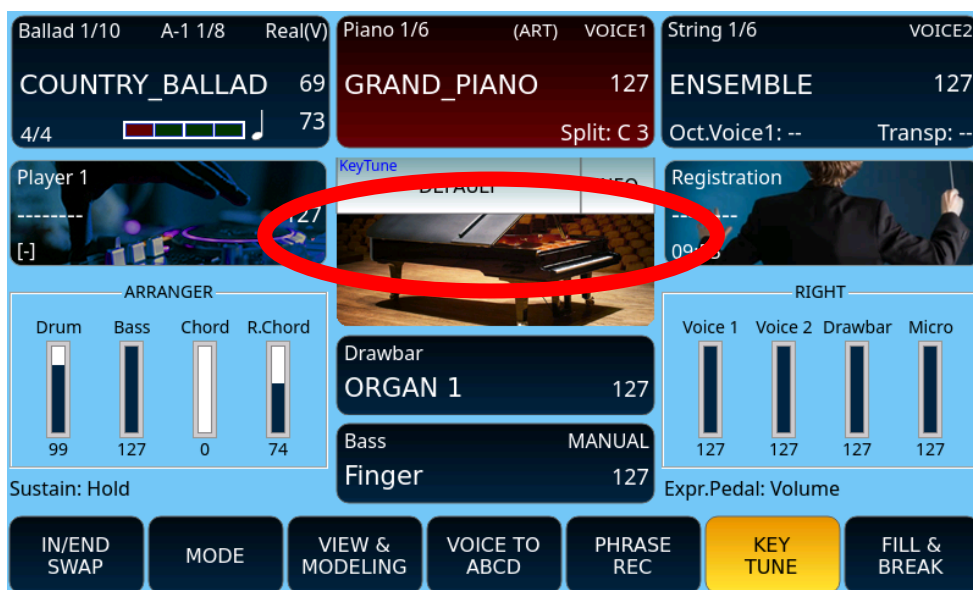 Ballad 1/10 A-1 1/8 Real(V)
COUNTRY_BALLAD 69
4/4 73
Piano 1/6 (ART) VOICE1
GRAND_PIANO 127
Split: C 3
String 1/6 VOICE2
ENSEMBLE 127
Oct.Voice1: -- Transp: --
Player 1
-------- 127
[-]
KeyTune
DEFAULT
Registration
ARRANGER
Drum Bass Chord R.Chord
99 127 0 74
Sustain: Hold
Drawbar
ORGAN 1 127
Bass MANUAL
Finger 127
RIGHT
Voice 1 Voice 2 Drawbar Micro
127 127 127 127
Expr.Pedal: Volume
IN/END
SWAP
MODE
VIEW &
MODELING
VOICE TO
ABCD
PHRASE
REC
KEY
TUNE
FILL &
BREAK